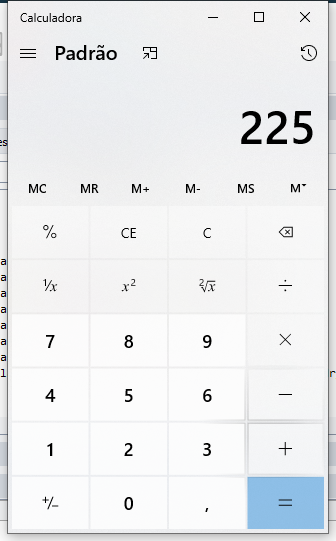 Calculadora
Padrão
225
MC MR M+ M- MS M˅
% CE C
¹/x x² ²√x ÷
7 8 9 ×
4 5 6 −
1 2 3 +
+/− 0 , =